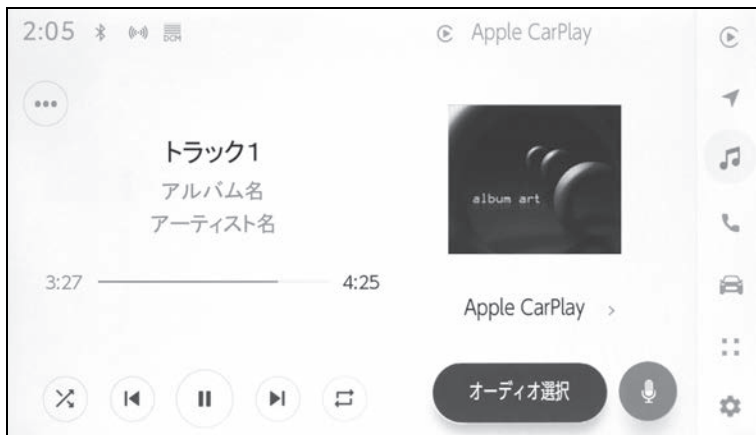 2:05
DCM
Apple CarPlay
トラック1
アルバム名
アーティスト名
album art
3:27
4:25
Apple CarPlay >
オーディオ選択